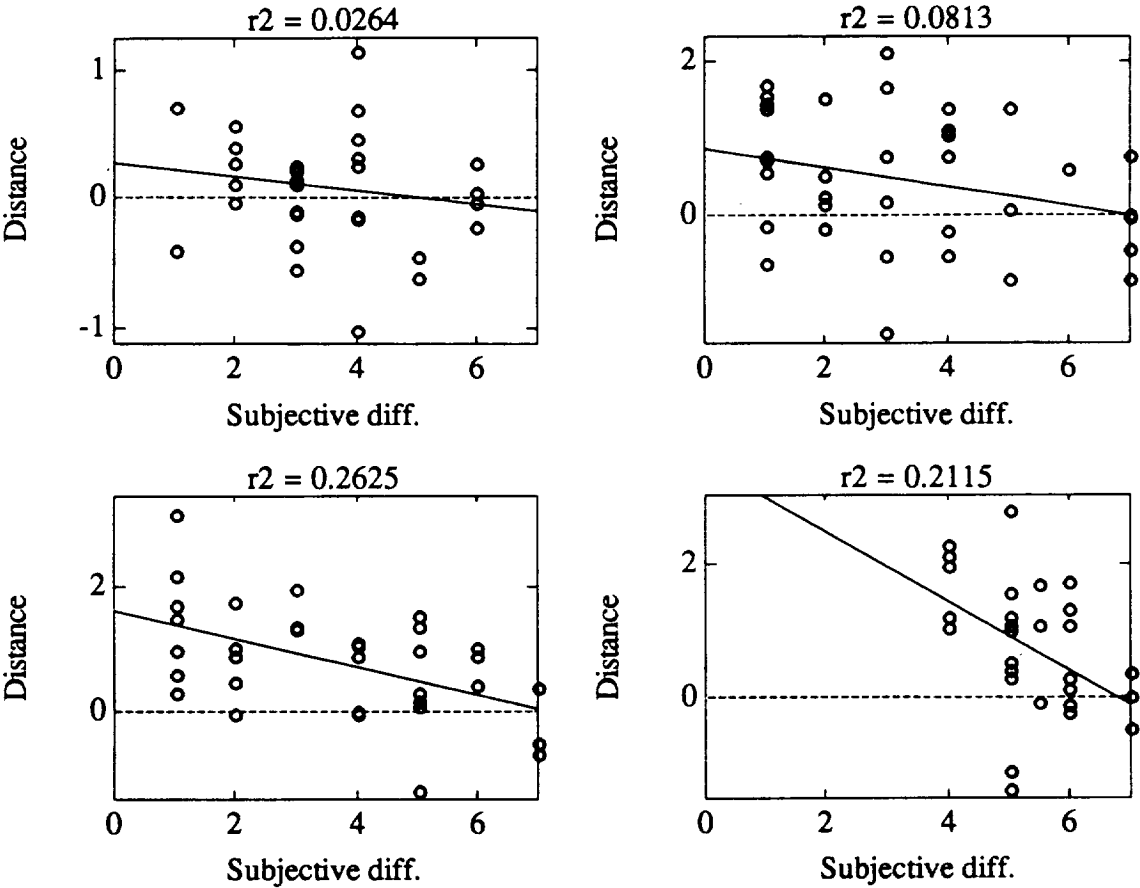 r2 = 0.0264
1
0
-1
Distance
0 2 4 6
Subjective diff.
r2 = 0.0813
2
0
Distance
0 2 4 6
Subjective diff.
r2 = 0.2625
2
0
Distance
0 2 4 6
Subjective diff.
r2 = 0.2115
2
0
Distance
0 2 4 6
Subjective diff.